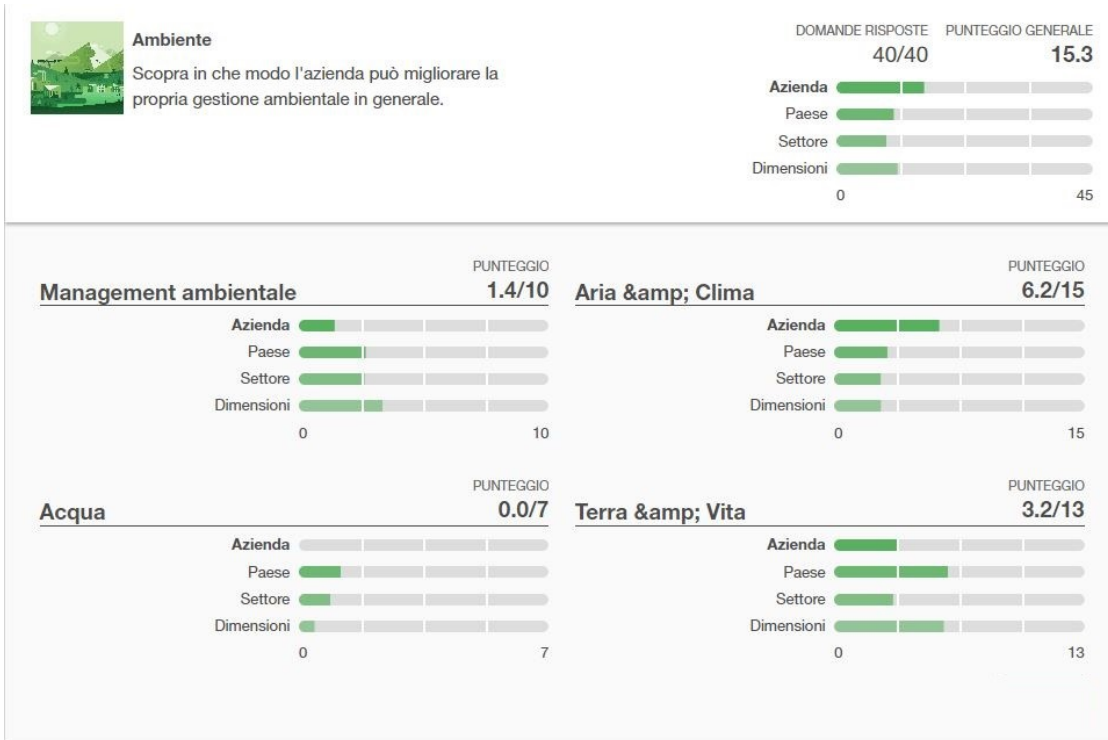 Ambiente
Scopra in che modo l'azienda può migliorare la
propria gestione ambientale in generale.
DOMANDE RISPOSTE PUNTEGGIO GENERALE
40/40 15.3
Azienda
Paese
Settore
Dimensioni
0 45
PUNTEGGIO
Management ambientale 1.4/10
Azienda
Paese
Settore
Dimensioni
0 10
PUNTEGGIO
Aria &amp; Clima 6.2/15
Azienda
Paese
Settore
Dimensioni
0 15
PUNTEGGIO
Acqua 0.0/7
Azienda
Paese
Settore
Dimensioni
0 7
PUNTEGGIO
Terra &amp; Vita 3.2/13
Azienda
Paese
Settore
Dimensioni
0 13